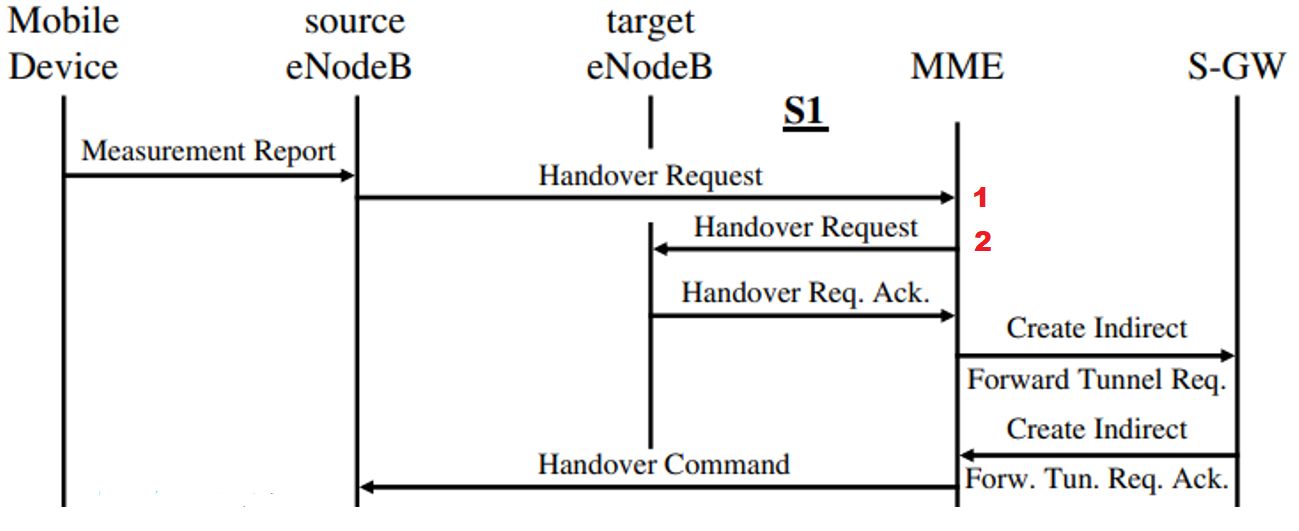 Mobile Device
source eNodeB
target eNodeB
MME
S-GW
S1
Measurement Report
Handover Request
1
Handover Request
2
Handover Req. Ack.
Create Indirect
Forward Tunnel Req.
Create Indirect
Handover Command
Forw. Tun. Req. Ack.